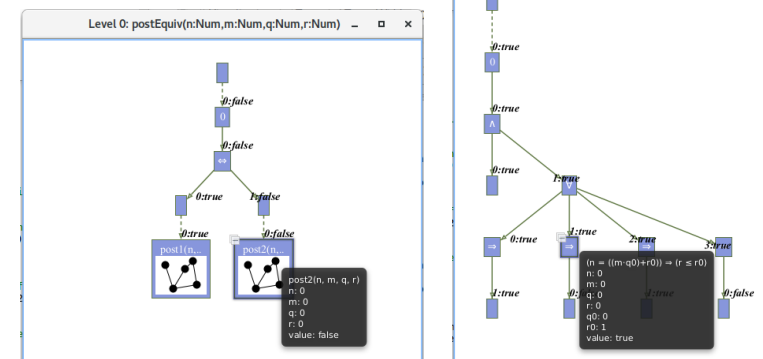 Level 0: postEquiv(n:Num,m:Num,q:Num,r:Num)
0:false
0
0:false
⇔
0:true
1:false
0:true
0:false
post1(n,..
post2(n,..
post2(n, m, q, r)
n: 0
m: 0
q: 0
r: 0
value: false
0:true
0
0:true
∧
0:true
1:true
∀
0:true
1:true
2:true
3:true
⇒
⇒
⇒
⇒
(n = ((m·q0)+r0)) ⇒ (r ≤ r0)
n: 0
m: 0
q: 0
r: 0
q0: 0
r0: 1
value: true
1:true
1:true
0:false